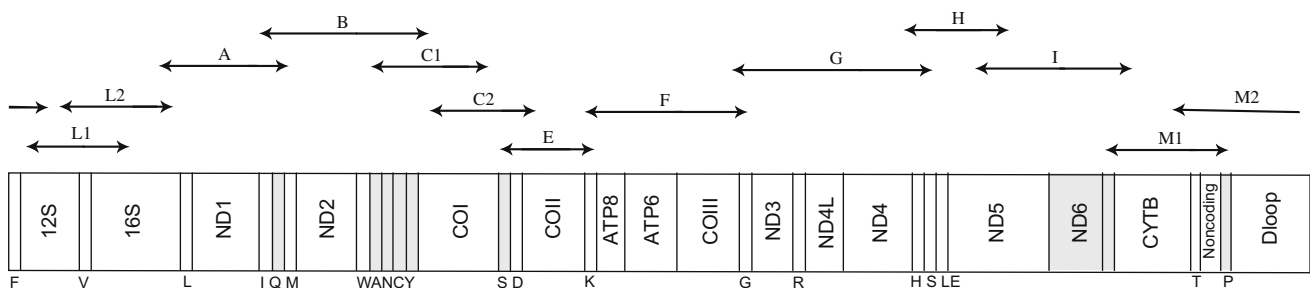 B
H
A
C1
G
I
L2
C2
F
M2
L1
E
M1
12S 16S ND1 ND2 COI COII ATP8 ATP6 COIII ND3 ND4L ND4 ND5 ND6 CYTB Noncoding Dloop
F V L I Q M WANCY S D K G R H S LE T P